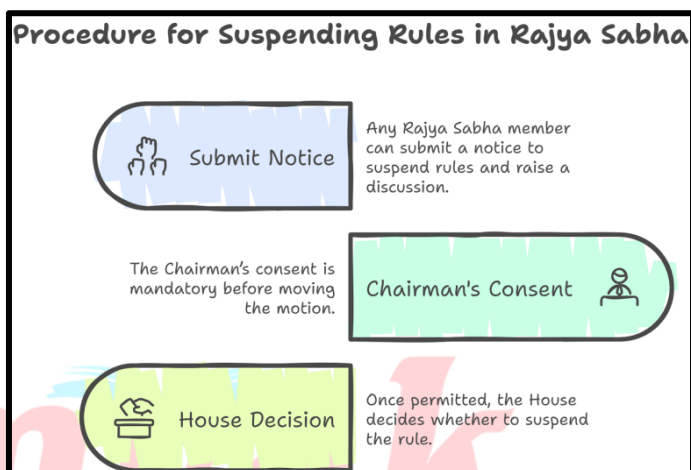 Procedure for Suspending Rules in Rajya Sabha
Submit Notice
Any Rajya Sabha member
can submit a notice to
suspend rules and raise a
discussion.
The Chairman's consent is
mandatory before moving
the motion.
Chairman's Consent
House Decision
Once permitted, the House
decides whether to suspend
the rule.